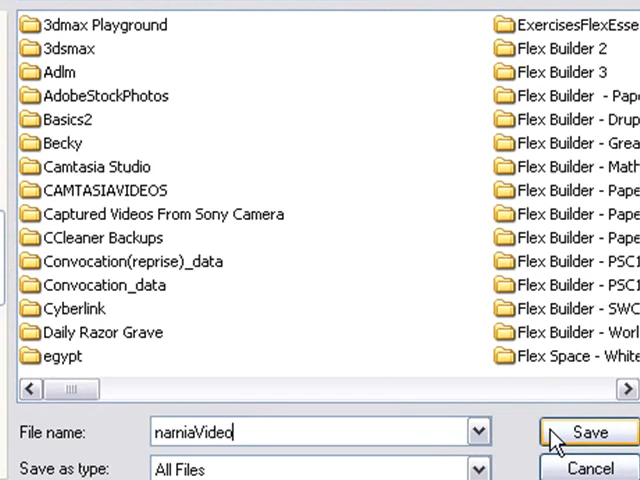 3dmax Playground
3dsmax
Adlm
AdobeStockPhotos
Basics2
Becky
Camtasia Studio
CAMTASIAVIDEOS
Captured Videos From Sony Camera
CCleaner Backups
Convocation(reprise)_data
Convocation_data
Cyberlink
Daily Razor Grave
egypt
ExercisesFlexEsse
Flex Builder 2
Flex Builder 3
Flex Builder  - Pap
Flex Builder - Drup
Flex Builder - Grea
Flex Builder - Math
Flex Builder - Pape
Flex Builder - Pape
Flex Builder - Pape
Flex Builder - PSC1
Flex Builder - PSC1
Flex Builder - SWC
Flex Builder - Worl
Flex Space - White
File name: narniaVideo Save
Save as type: All Files Cancel